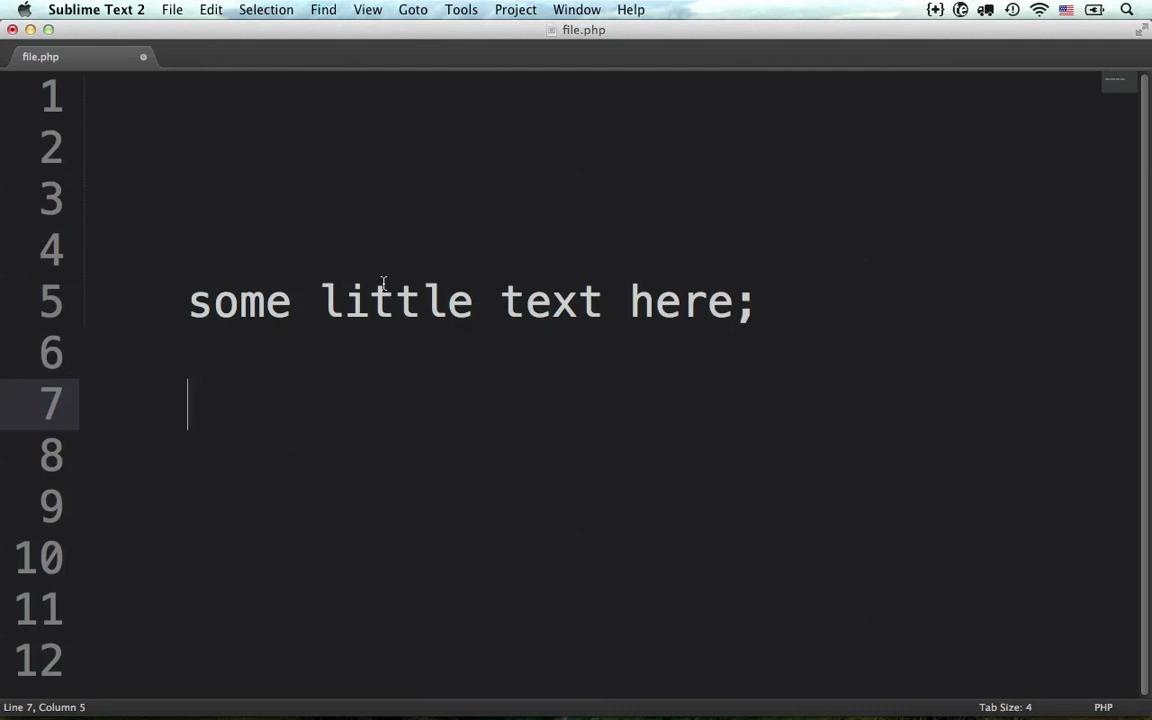 Sublime Text 2 File Edit Selection Find View Goto Tools Project Window Help
file.php
file.php
1
2
3
4
5 some little text here;
6
7
8
9
10
11
12
Line 7, Column 5 Tab Size: 4 PHP